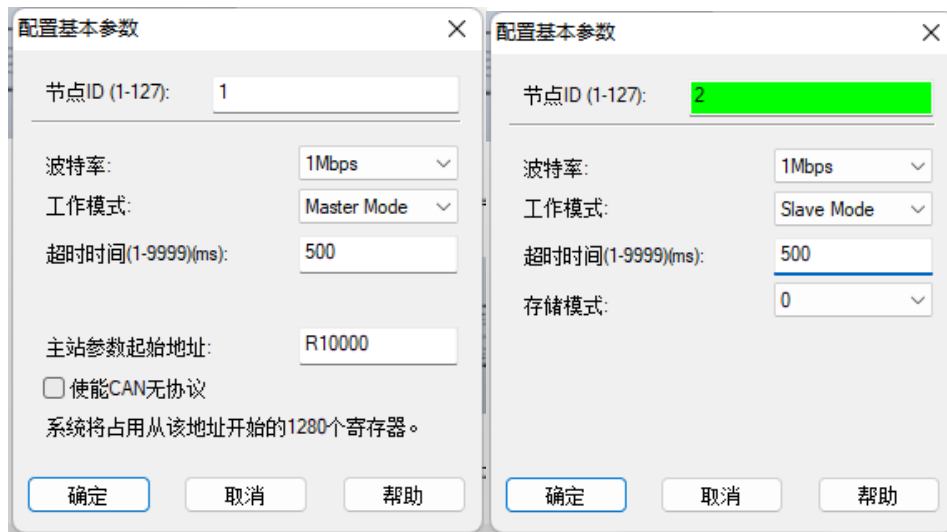 配置基本参数
节点ID (1-127):
1
波特率:
1Mbps
工作模式:
Master Mode
超时时间(1-9999)(ms):
500
主站参数起始地址:
R10000
使能CAN无协议
系统将占用从该地址开始的1280个寄存器。
确定
取消
帮助
配置基本参数
节点ID (1-127):
2
波特率:
1Mbps
工作模式:
Slave Mode
超时时间(1-9999)(ms):
500
存储模式:
0
确定
取消
帮助